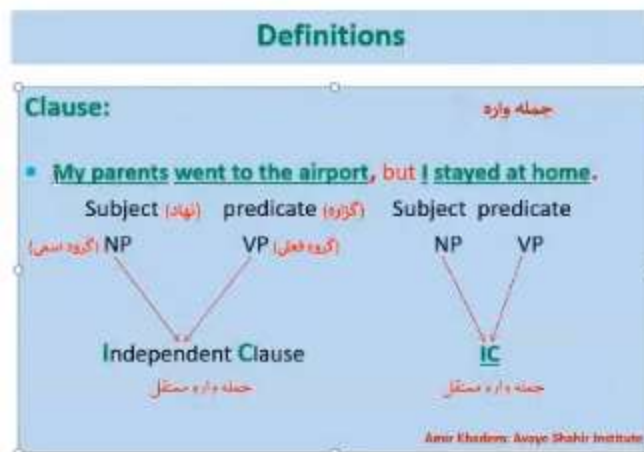 Definitions
Clause: جمله واره
My parents went to the airport, but I stayed at home.
Subject (نهاد) predicate (گزاره) Subject predicate
(گروه اسمی) NP VP (گروه فعلی) NP VP
Independent Clause IC
جمله واره مستقل جمله واره مستقل
Amir Khadem: Avaye Shahir Institute